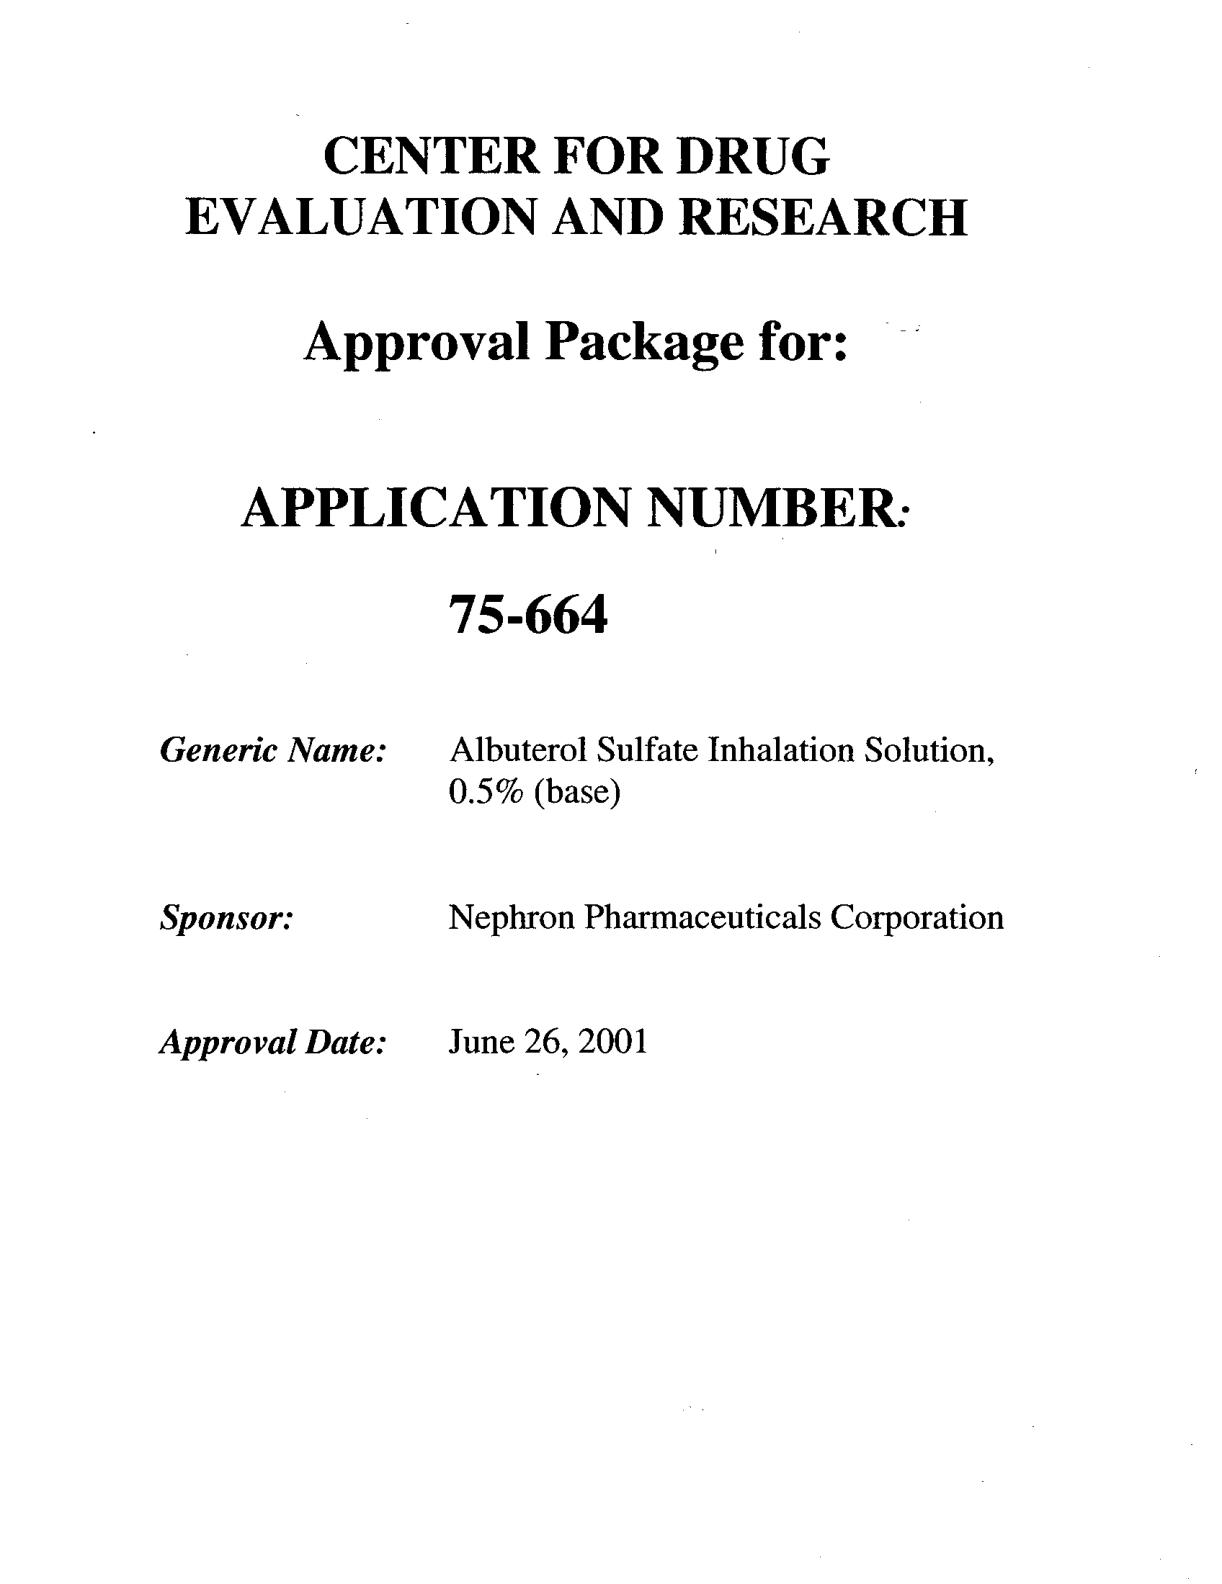 CENTER FOR DRUG
EVALUATION AND RESEARCH
Approval Package for:
APPLICATION NUMBER:
75-664
Generic Name: Albuterol Sulfate Inhalation Solution,
0.5% (base)
Sponsor: Nephron Pharmaceuticals Corporation
Approval Date: June 26, 2001